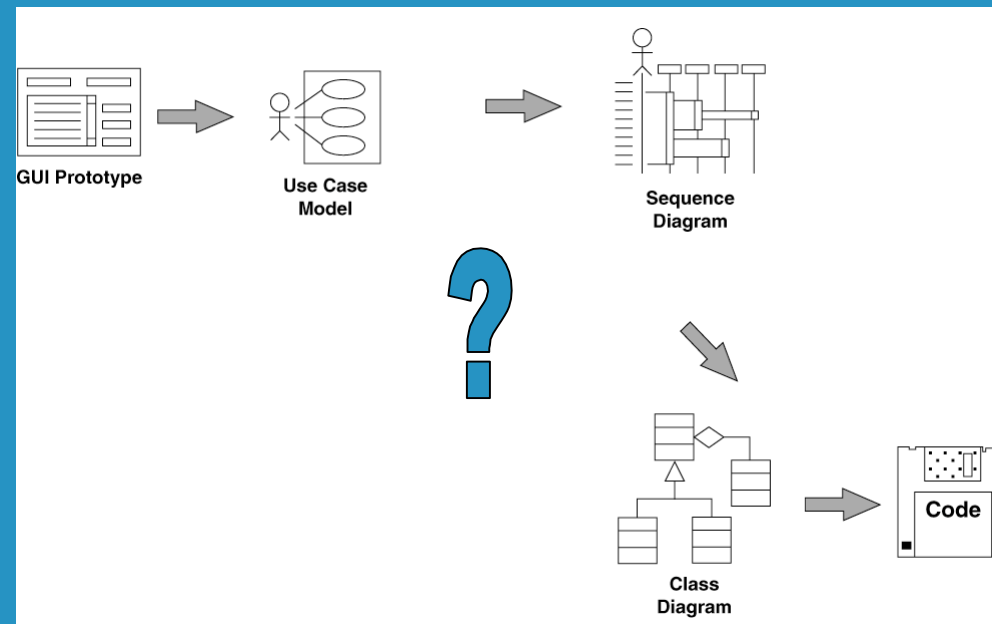 GUI Prototype
Use Case
Model
Sequence
Diagram
?
Class
Diagram
Code